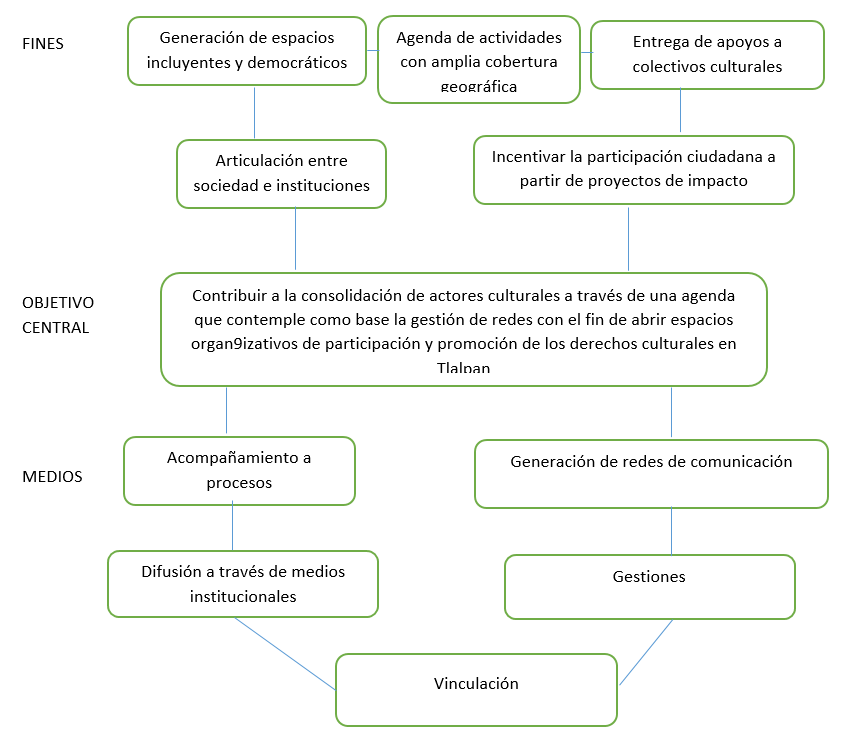 FINES
Generación de espacios
incluyentes y democráticos
Agenda de actividades
con amplia cobertura
geográfica
Entrega de apoyos a
colectivos culturales
Articulación entre
sociedad e instituciones
Incentivar la participación ciudadana a
partir de proyectos de impacto
OBJETIVO
CENTRAL
Contribuir a la consolidación de actores culturales a través de una agenda
que contemple como base la gestión de redes con el fin de abrir espacios
organ9izativos de participación y promoción de los derechos culturales en
Tlalpan
MEDIOS
Acompañamiento a
procesos
Generación de redes de comunicación
Difusión a través de medios
institucionales
Gestiones
Vinculación